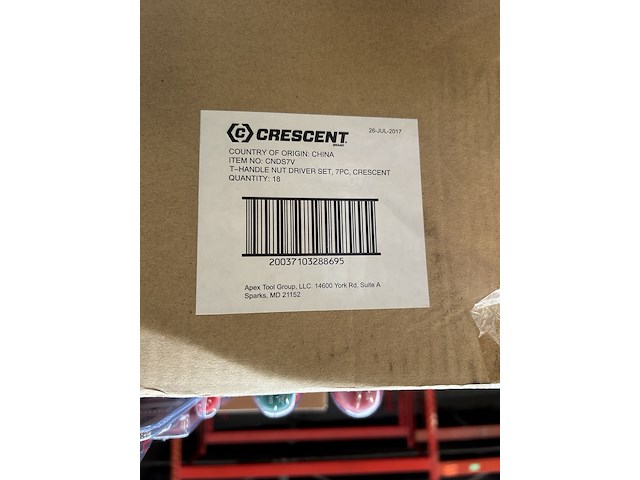 CRESCENT
26-JUL-2017
COUNTRY OF ORIGIN: CHINA
ITEM NO: CNDS7V
T-HANDLE NUT DRIVER SET, 7PC, CRESCENT
QUANTITY: 18
20037103288695
Apex Tool Group, LLC. 14600 York Rd, Suite A
Sparks, MD 21152